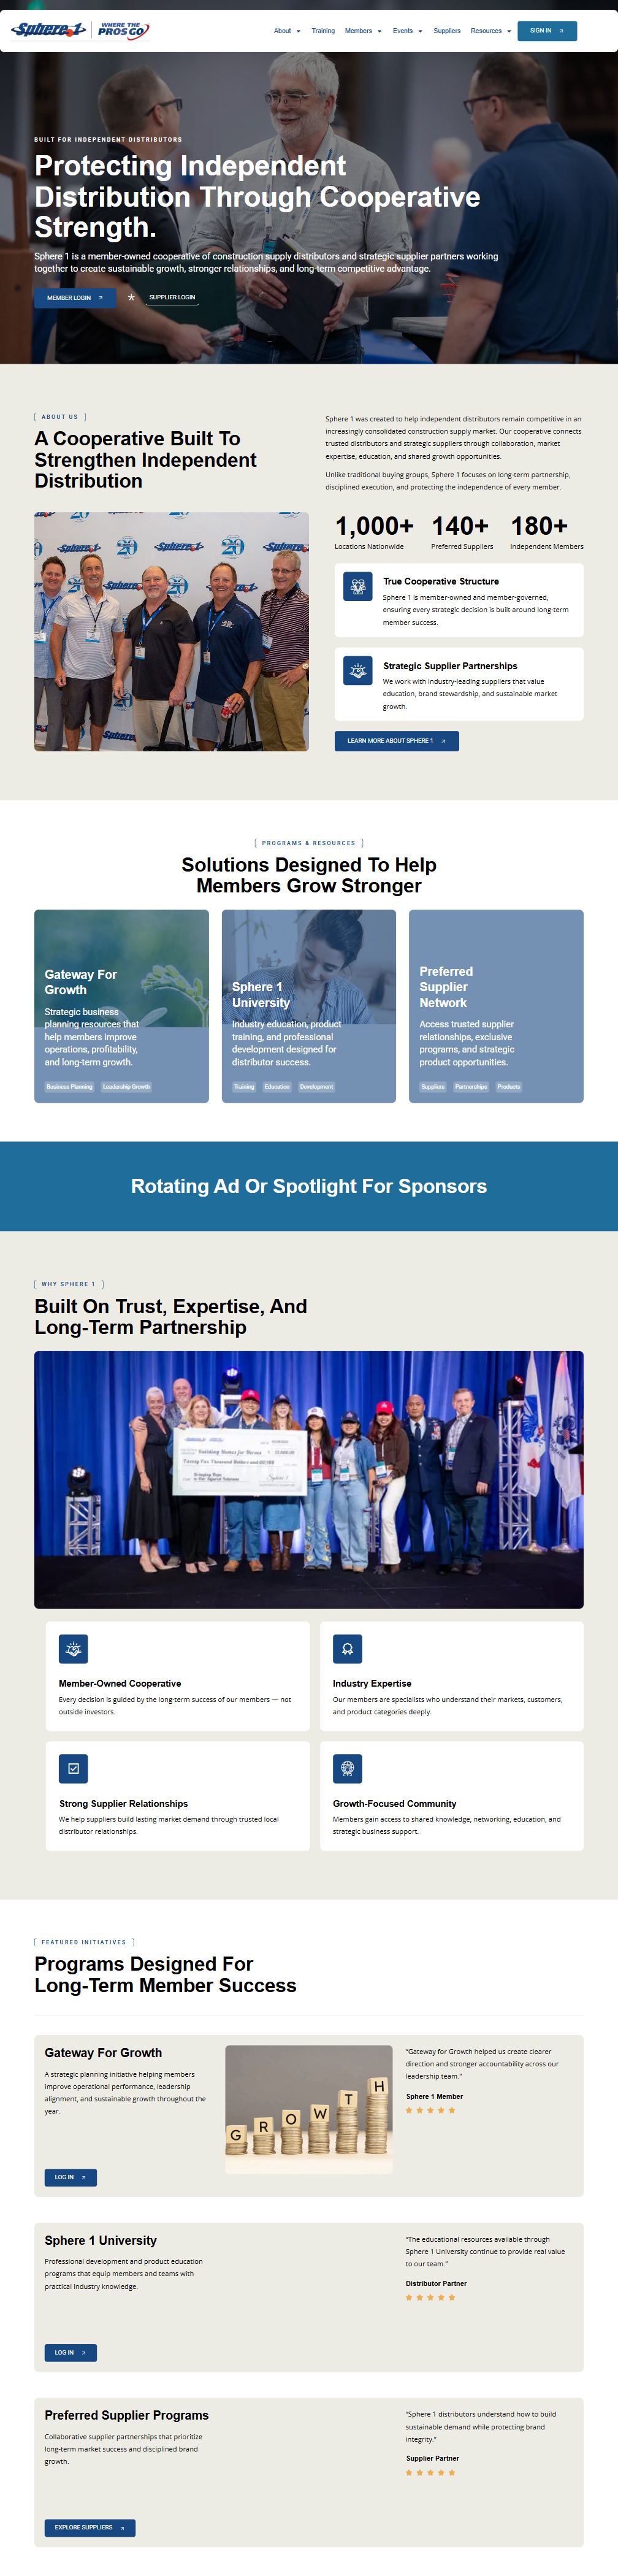 Sphere 1
WHERE THE
PROS GO
About
Training
Members
Events
Suppliers
Resources
SIGN IN
BUILT FOR INDEPENDENT DISTRIBUTORS
Protecting Independent
Distribution Through Cooperative
Strength.
Sphere 1 is a member-owned cooperative of construction supply distributors and strategic supplier partners working
together to create sustainable growth, stronger relationships, and long-term competitive advantage.
MEMBER LOGIN
*
SUPPLIER LOGIN
[ ABOUT US ]
A Cooperative Built To
Strengthen Independent
Distribution
Sphere 1 was created to help independent distributors remain competitive in an
increasingly consolidated construction supply market. Our cooperative connects
trusted distributors and strategic suppliers through collaboration, market
expertise, education, and shared growth opportunities.
Unlike traditional buying groups, Sphere 1 focuses on long-term partnership,
disciplined execution, and protecting the independence of every member.
1,000+
Locations Nationwide
140+
Preferred Suppliers
180+
Independent Members
True Cooperative Structure
Sphere 1 is member-owned and member-governed,
ensuring every strategic decision is built around long-term
member success.
Strategic Supplier Partnerships
We work with industry-leading suppliers that value
education, brand stewardship, and sustainable market
growth.
LEARN MORE ABOUT SPHERE 1
[ PROGRAMS & RESOURCES ]
Solutions Designed To Help
Members Grow Stronger
Gateway For
Growth
Strategic business
planning resources that
help members improve
operations, profitability,
and long-term growth.
Business Planning
Leadership Growth
Sphere 1
University
Industry education, product
training, and professional
development designed for
distributor success.
Training
Education
Development
Preferred
Supplier
Network
Access trusted supplier
relationships, exclusive
programs, and strategic
product opportunities.
Suppliers
Partnerships
Products
Rotating Ad Or Spotlight For Sponsors
[ WHY SPHERE 1 ]
Built On Trust, Expertise, And
Long-Term Partnership
Member-Owned Cooperative
Every decision is guided by the long-term success of our members — not
outside investors.
Industry Expertise
Our members are specialists who understand their markets, customers,
and product categories deeply.
Strong Supplier Relationships
We help suppliers build lasting market demand through trusted local
distributor relationships.
Growth-Focused Community
Members gain access to shared knowledge, networking, education, and
strategic business support.
[ FEATURED INITIATIVES ]
Programs Designed For
Long-Term Member Success
Gateway For Growth
A strategic planning initiative helping members
improve operational performance, leadership
alignment, and sustainable growth throughout the
year.
LOG IN
GROWTH
"Gateway for Growth helped us create clearer
direction and stronger accountability across our
leadership team."
Sphere 1 Member
Sphere 1 University
Professional development and product education
programs that equip members and teams with
practical industry knowledge.
LOG IN
"The educational resources available through
Sphere 1 University continue to provide real value
to our team."
Distributor Partner
Preferred Supplier Programs
Collaborative supplier partnerships that prioritize
long-term market success and disciplined brand
growth.
EXPLORE SUPPLIERS
"Sphere 1 distributors understand how to build
sustainable demand while protecting brand
integrity."
Supplier Partner